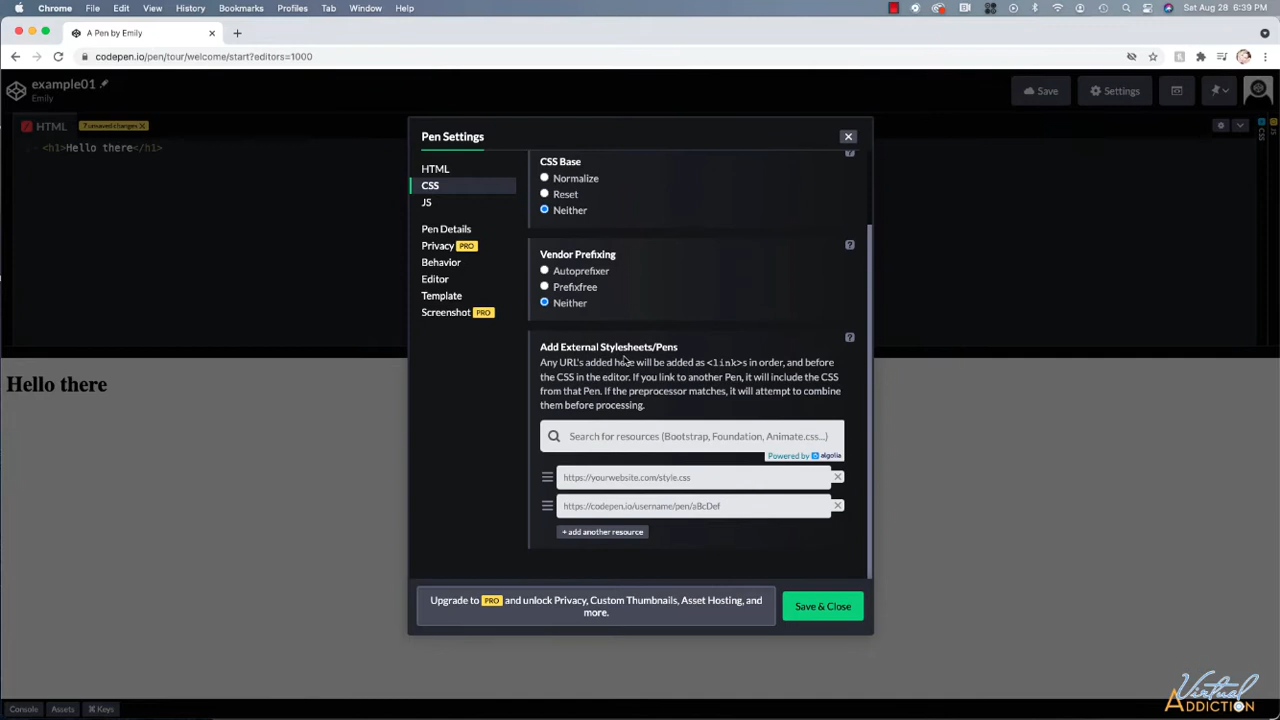 Chrome File Edit View History Bookmarks Profiles Tab Window Help Sat Aug 28 6:39 PM
A Pen by Emily
codepen.io/pen/tour/welcome/start?editors=1000
example01
Emily
Save
Settings
HTML
7 unsaved changes X
CSS
JS
<h1>Hello there</h1>
Hello there
Pen Settings
HTML
CSS
JS
Pen Details
Privacy PRO
Behavior
Editor
Template
Screenshot PRO
CSS Base
Normalize
Reset
Neither
Vendor Prefixing
?
Autoprefixer
Prefixfree
Neither
Add External Stylesheets/Pens
?
Any URL's added here will be added as <link>s in order, and before
the CSS in the editor. If you link to another Pen, it will include the CSS
from that Pen. If the preprocessor matches, it will attempt to combine
them before processing.
Search for resources (Bootstrap, Foundation, Animate.css...)
Powered by algolia
https://yourwebsite.com/style.css
https://codepen.io/username/pen/aBcDef
+ add another resource
Upgrade to PRO and unlock Privacy, Custom Thumbnails, Asset Hosting, and
more.
Save & Close
Console
Assets
⌘ Keys
Virtual
Addiction